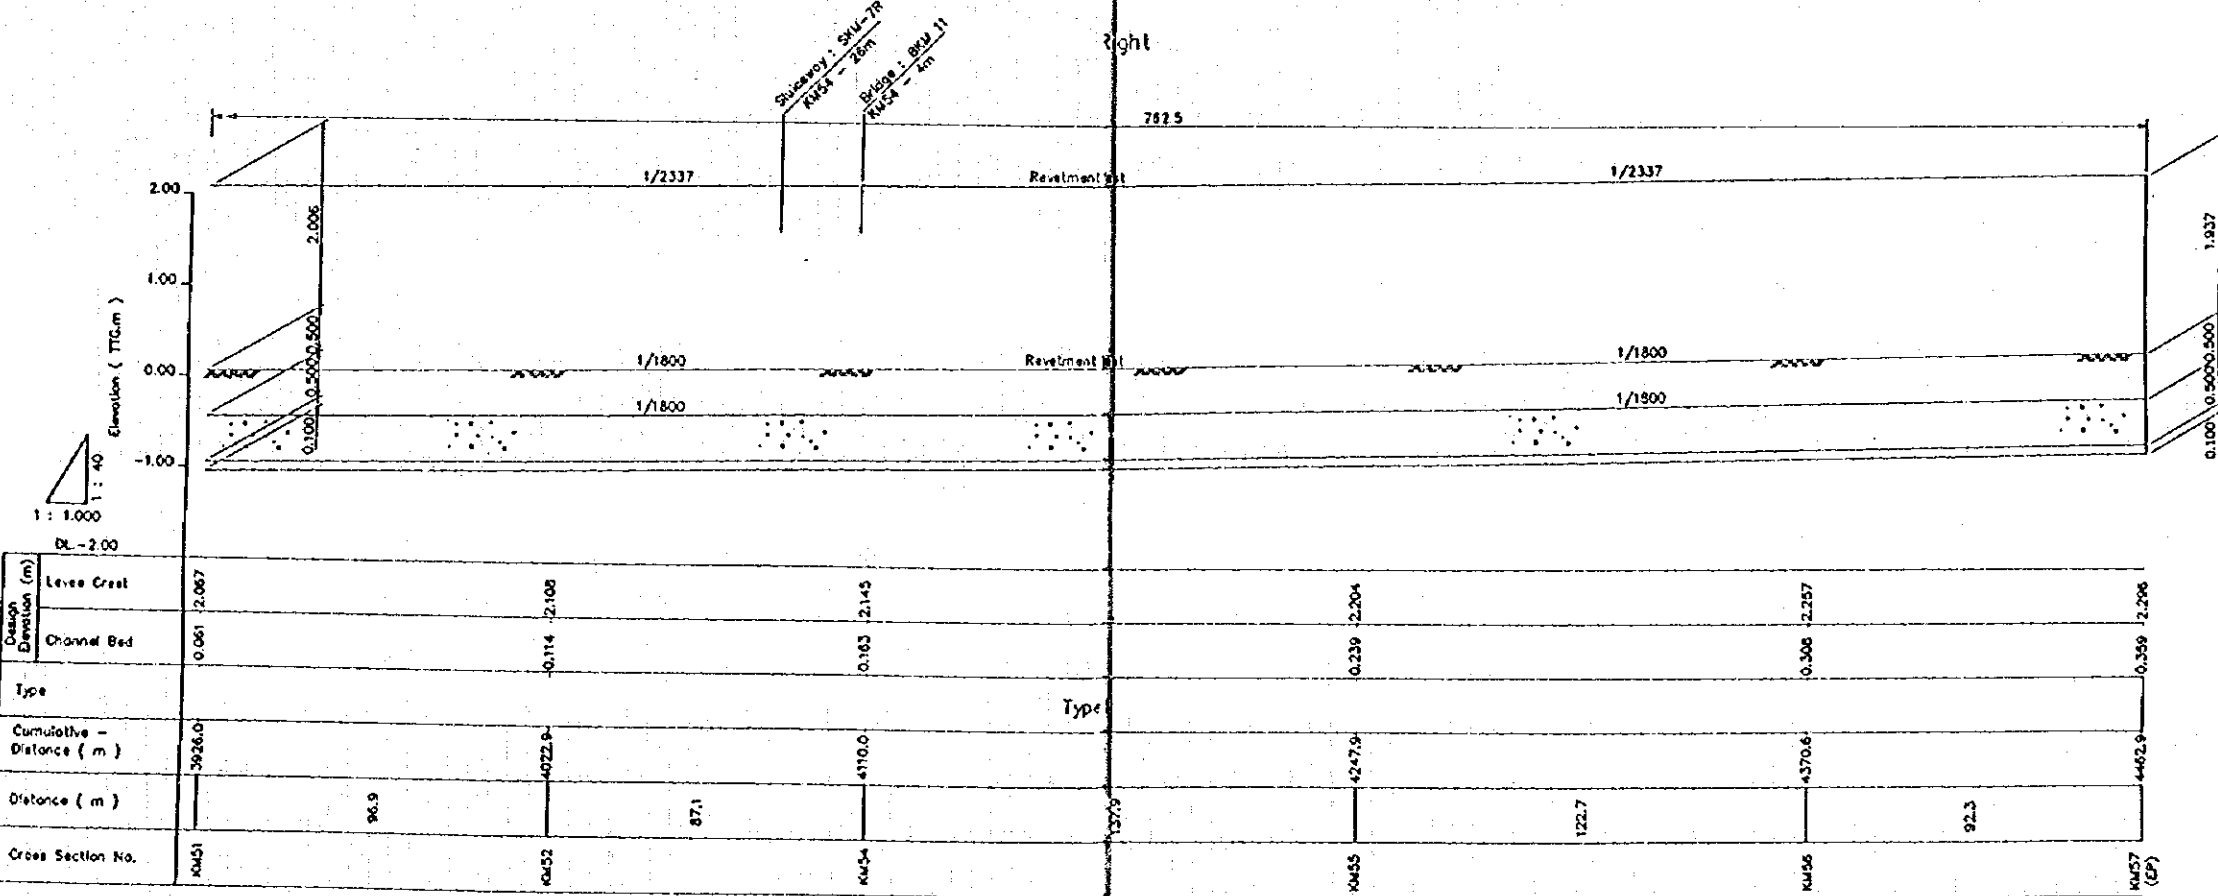 Right
Sluiceway : SKW-7R
KM54 - 26m
Bridge : BKW 11
KM54 - 4m
762.5
1/2337
Revetment
1/2337
2.00
2.006
1.937
1.00
Elevation ( TTG.m )
0.00
1/1800
Revetment
1/1800
0.100
0.500
0.500
1/1800
1/1800
0.100
0.500
0.500
-1.00
1 : 40
1 : 1.000
DL -2.00
Design Elevation (m)
Levee Crest
2.067
2.108
2.145
2.204
2.257
2.296
Channel Bed
0.061
0.114
0.163
0.239
0.308
0.359
Type
Type
Cumulative - Distance ( m )
3926.0
4022.9
4110.0
4247.9
4370.6
4462.9
Distance ( m )
96.9
87.1
137.9
122.7
92.3
Cross Section No.
KM51
KM52
KM54
KM55
KM56
KM57
(EP)